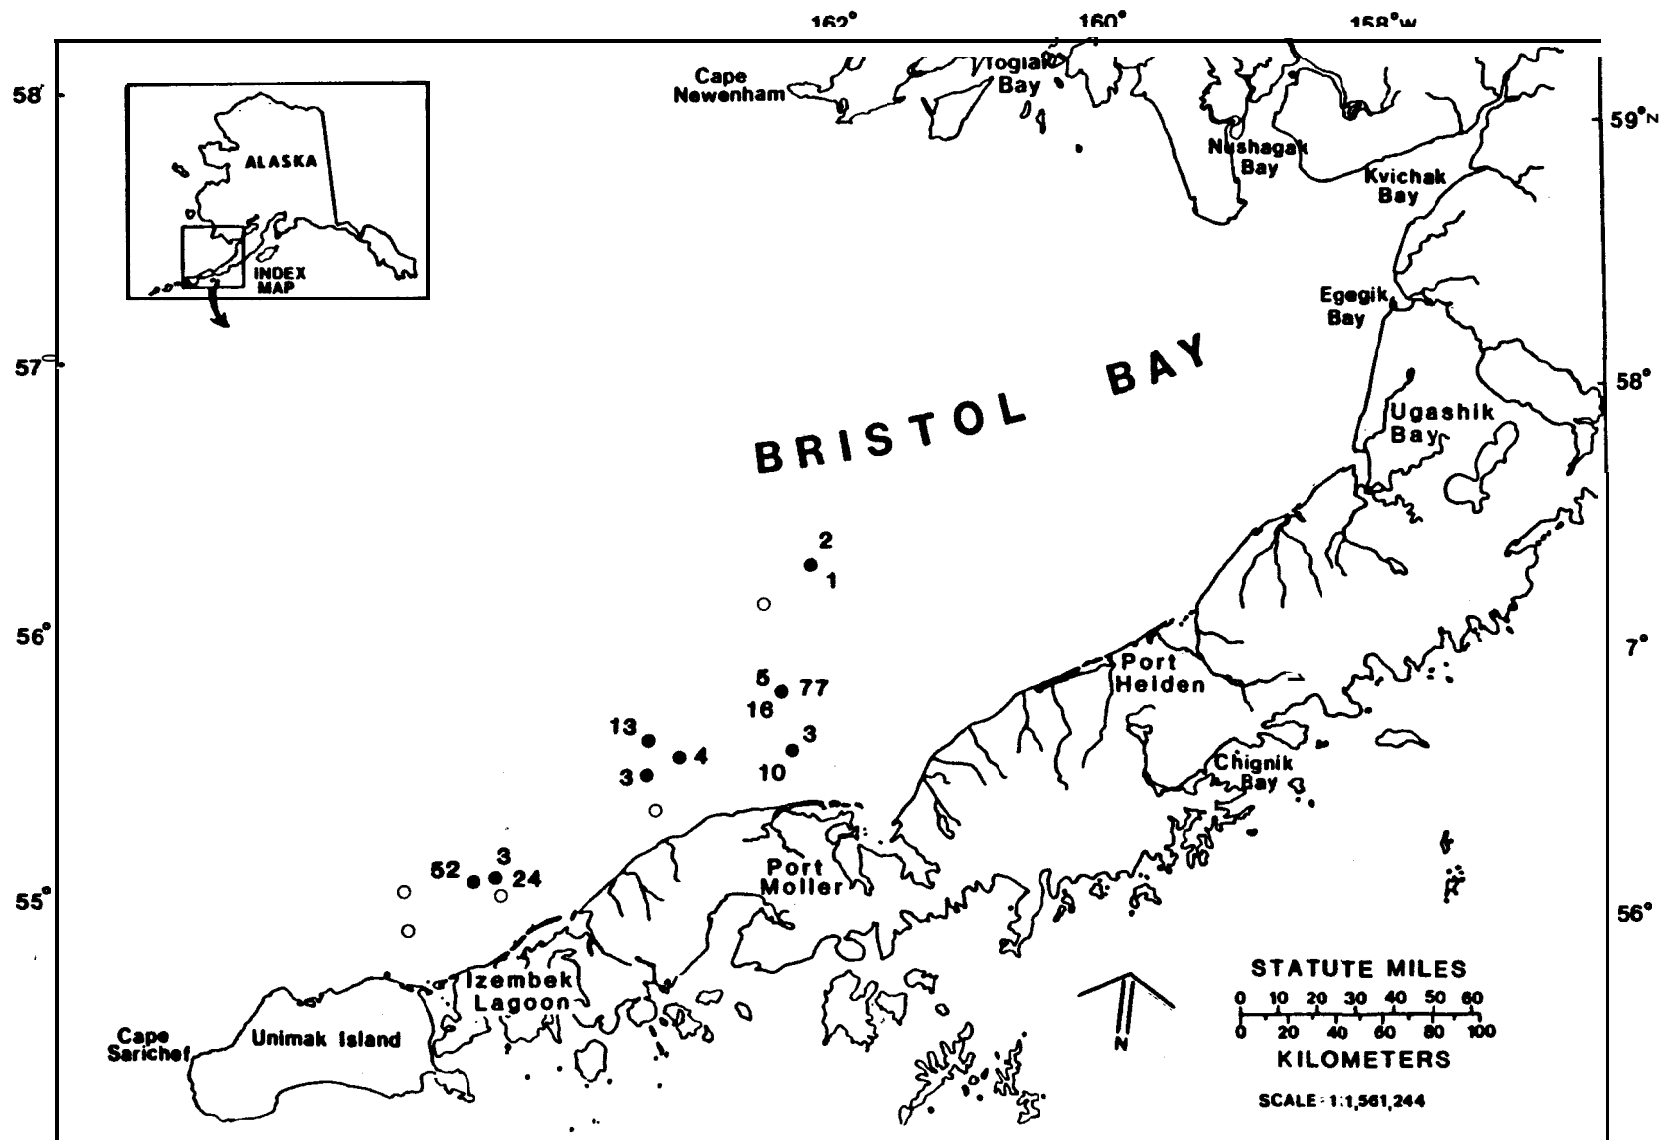 162° 160° 158°W
Cape
Newenham
Togiak
Bay
58°
59°N
ALASKA
Nushagak
Bay
Kvichak
Bay
INDEX
MAP
Egegik
Bay
57°
58°
BRISTOL BAY
Ugashik
Bay
2
1
56°
7°
Port
Heiden
5 77
16
13
4
3
3
10
Chignik
Bay
52
3
24
Port
Moller
55°
56°
Izembek
Lagoon
STATUTE MILES
0 10 20 30 40 50 60
0 20 40 60 80 100
KILOMETERS
SCALE 1:1,561,244
N
Cape
Sarichef
Unimak Island